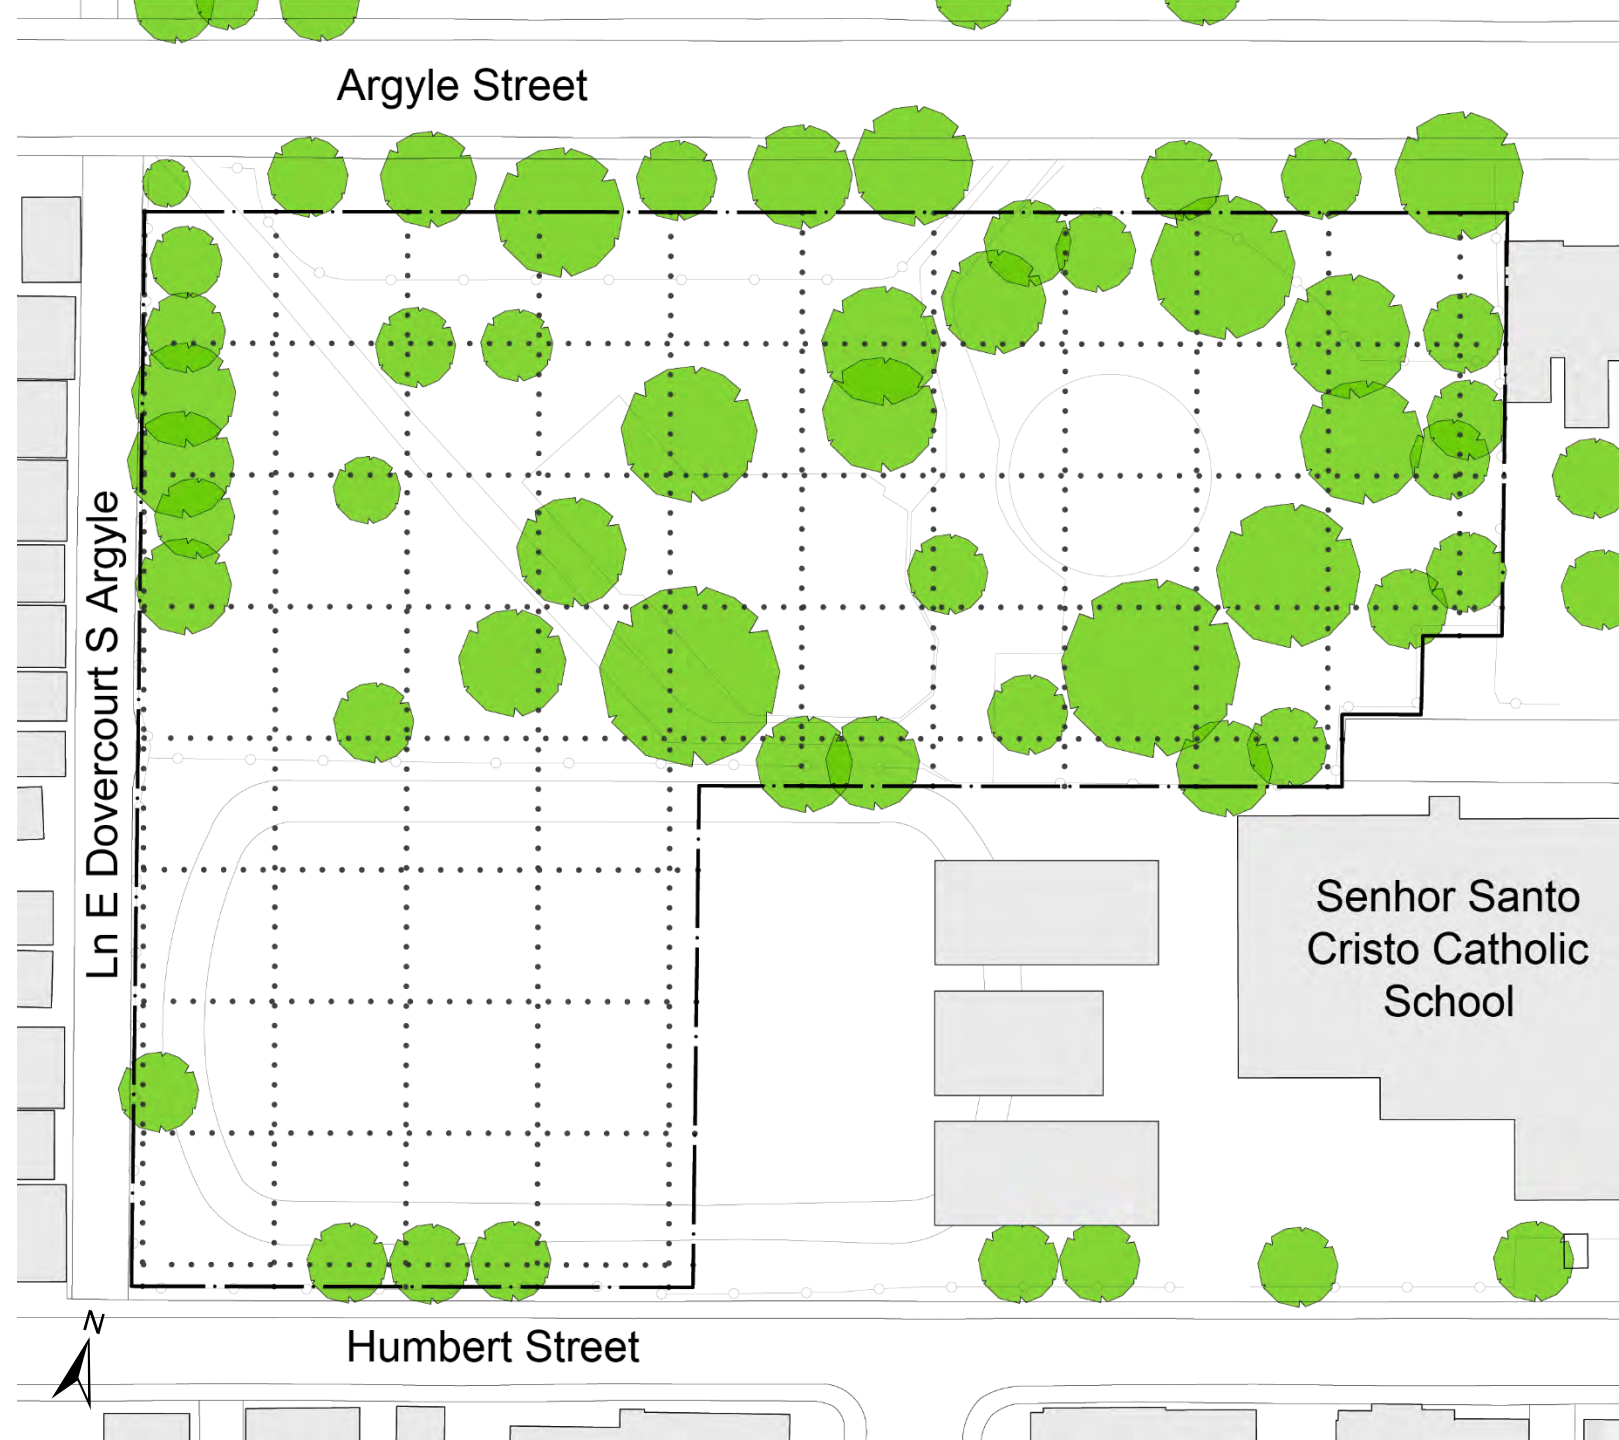 Argyle Street
Ln E Dovercourt S Argyle
Senhor Santo
Cristo Catholic
School
N
Humbert Street